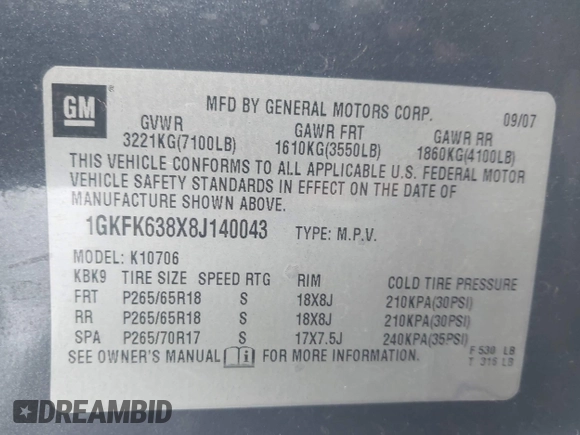 GM
MFD BY GENERAL MOTORS CORP. 09/07
GVWR GAWR FRT GAWR RR
3221KG(7100LB) 1610KG(3550LB) 1860KG(4100LB)
THIS VEHICLE CONFORMS TO ALL APPLICABLE U.S. FEDERAL MOTOR
VEHICLE SAFETY STANDARDS IN EFFECT ON THE DATE OF
MANUFACTURE SHOWN ABOVE.
1GKFK638X8J140043 TYPE: M.P.V.
MODEL: K10706
KBK9 TIRE SIZE SPEED RTG RIM COLD TIRE PRESSURE
FRT P265/65R18 S 18X8J 210KPA(30PSI)
RR P265/65R18 S 18X8J 210KPA(30PSI)
SPA P265/70R17 S 17X7.5J 240KPA(35PSI)
SEE OWNER'S MANUAL i FOR MORE INFORMATION.
F 530 LB
T 316 LB
DREAMBID